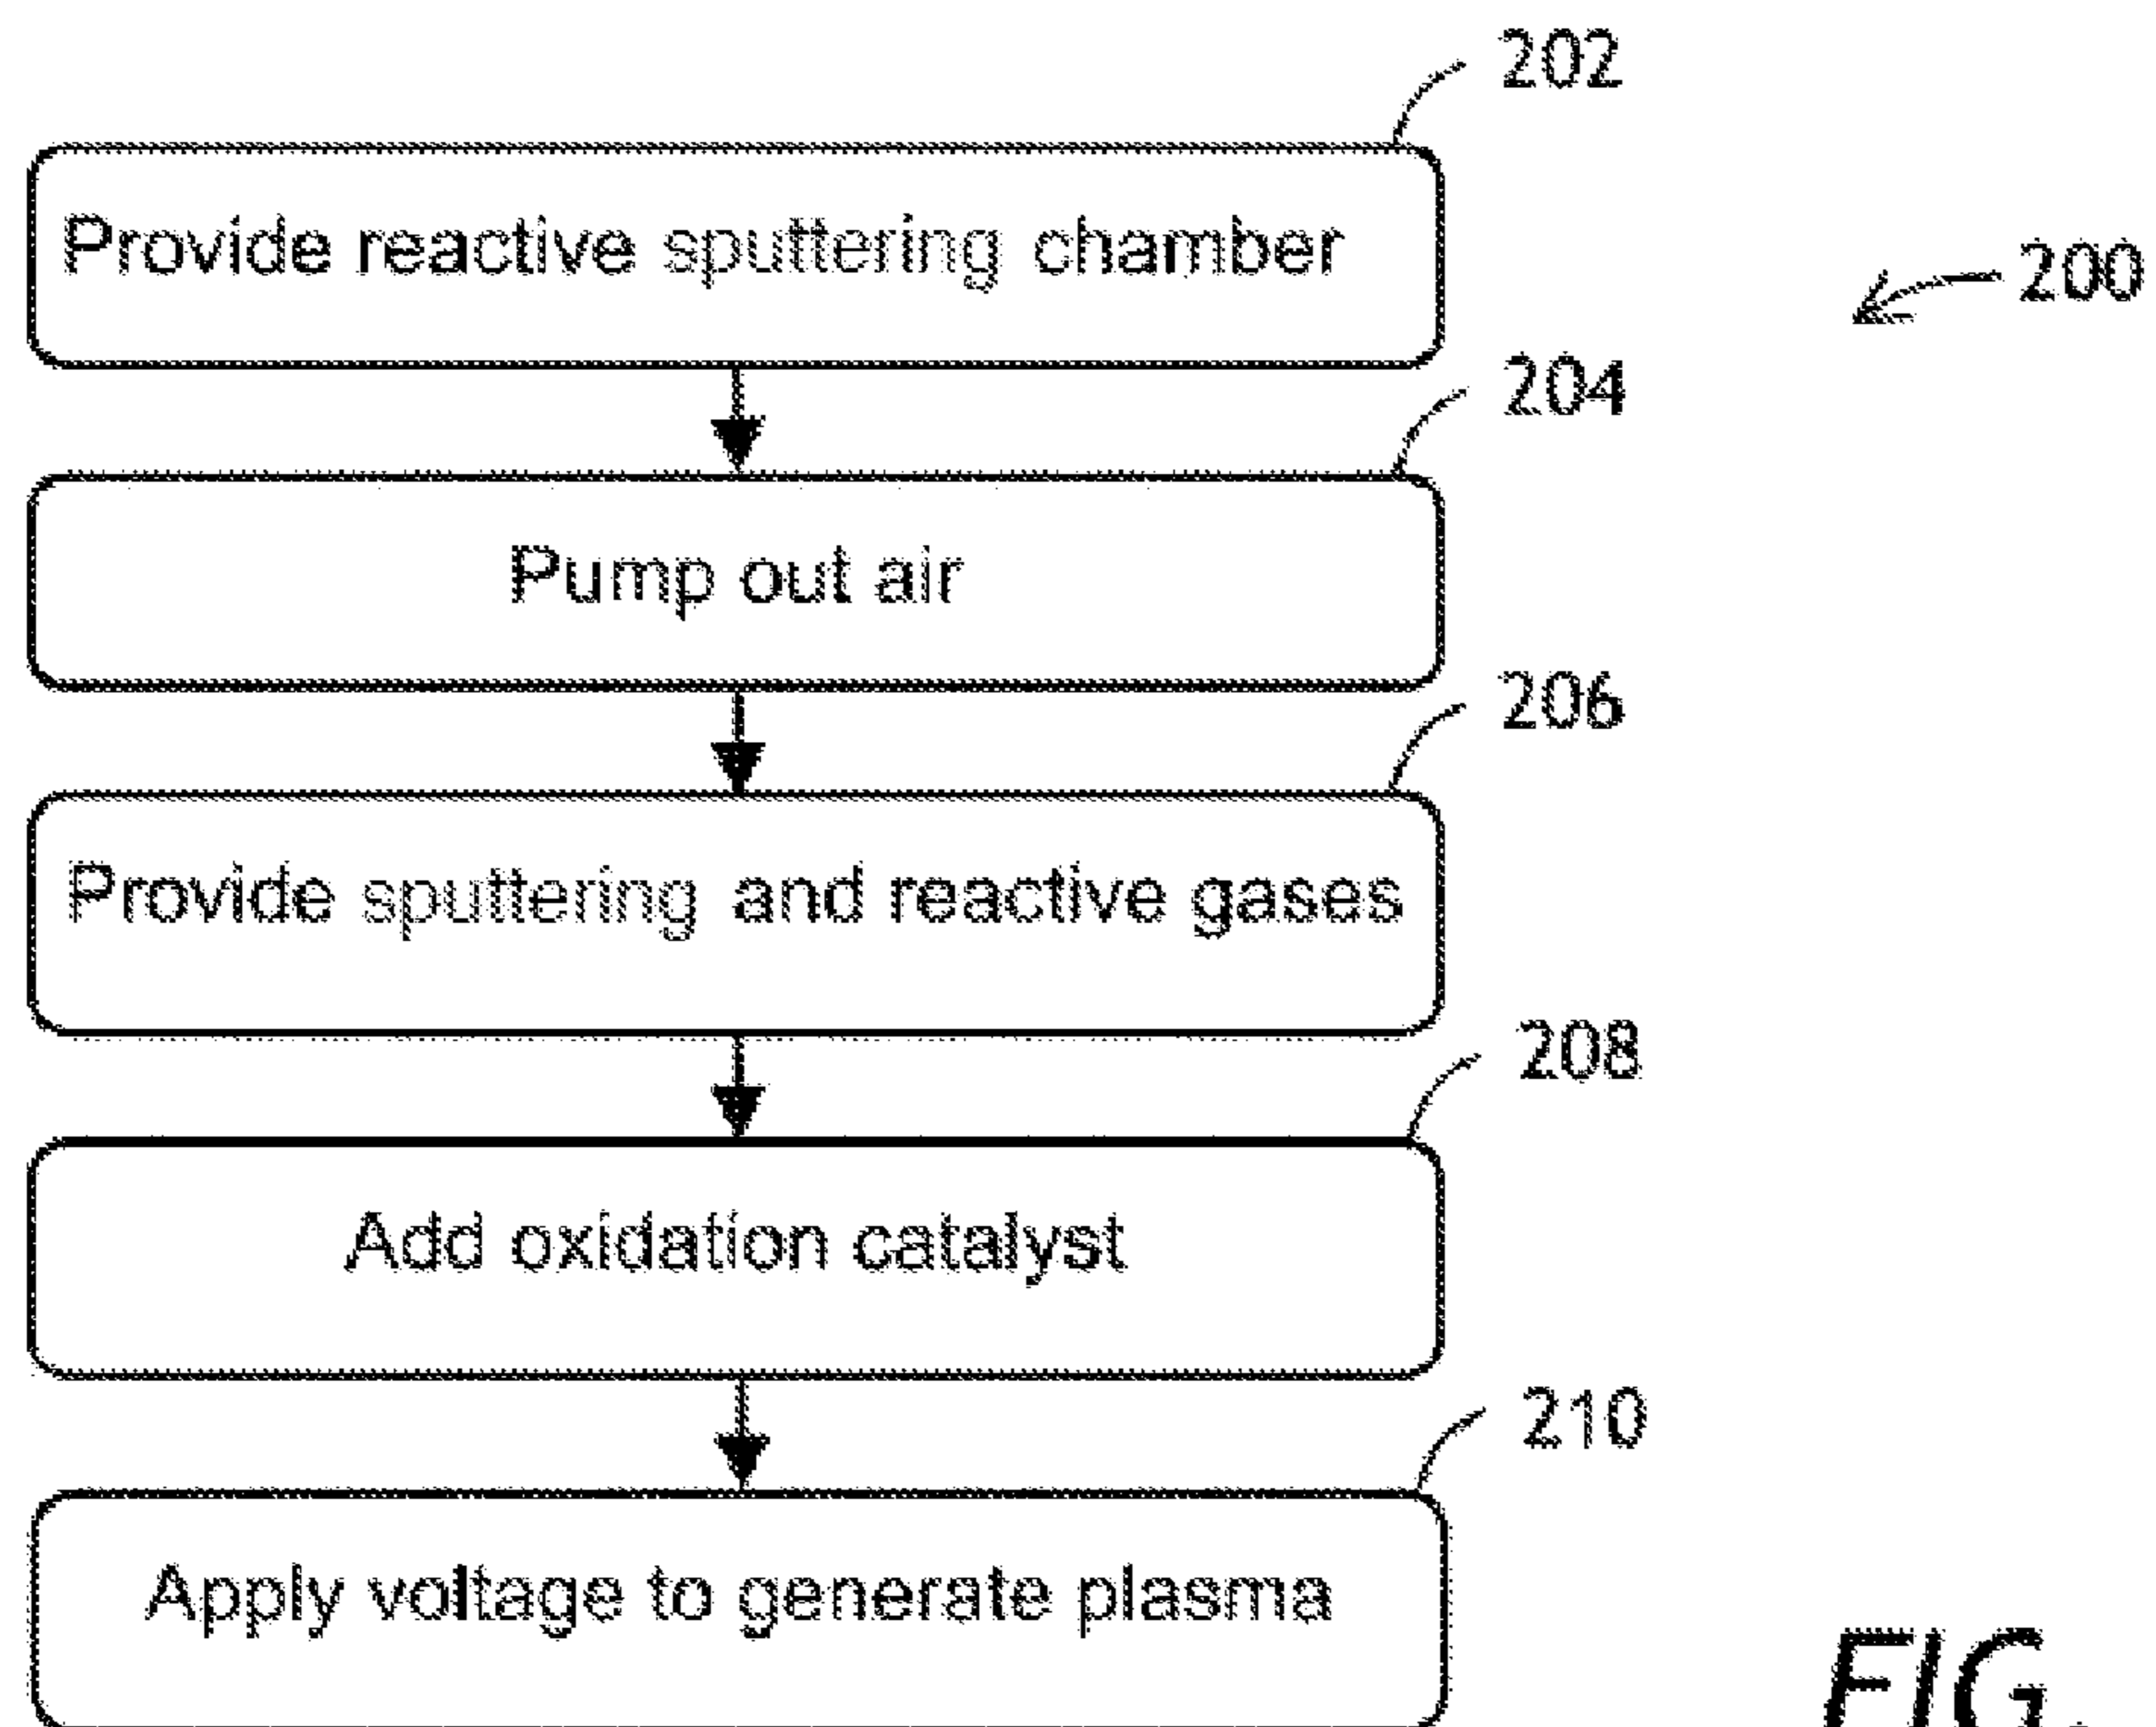 202
Provide reactive sputtering chamber
200
204
Pump out air
206
Provide sputtering and reactive gases
208
Add oxidation catalyst
210
Apply voltage to generate plasma
FIG.